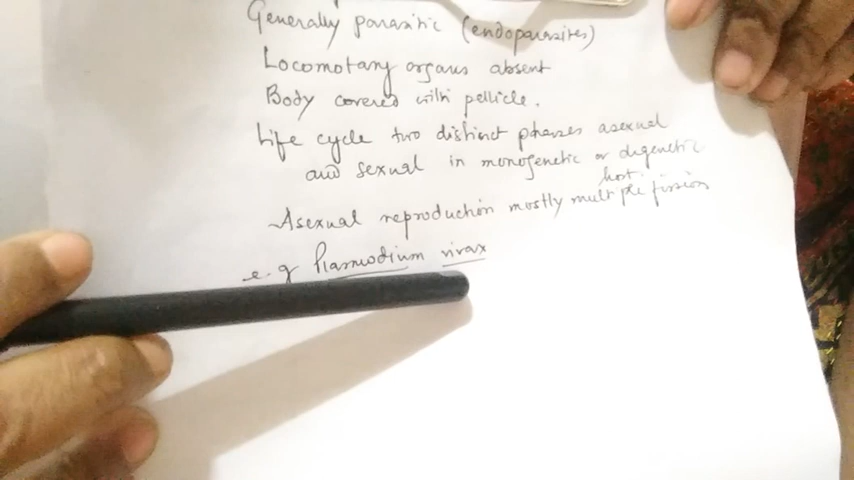 Generally parasitic (endoparasites)
Locomotary organs absent
Body covered with pellicle.
Life cycle two distinct phases asexual
and sexual in monogenetic or digenetic
host.
Asexual reproduction mostly multiple fission
e.g Plasmodium vivax